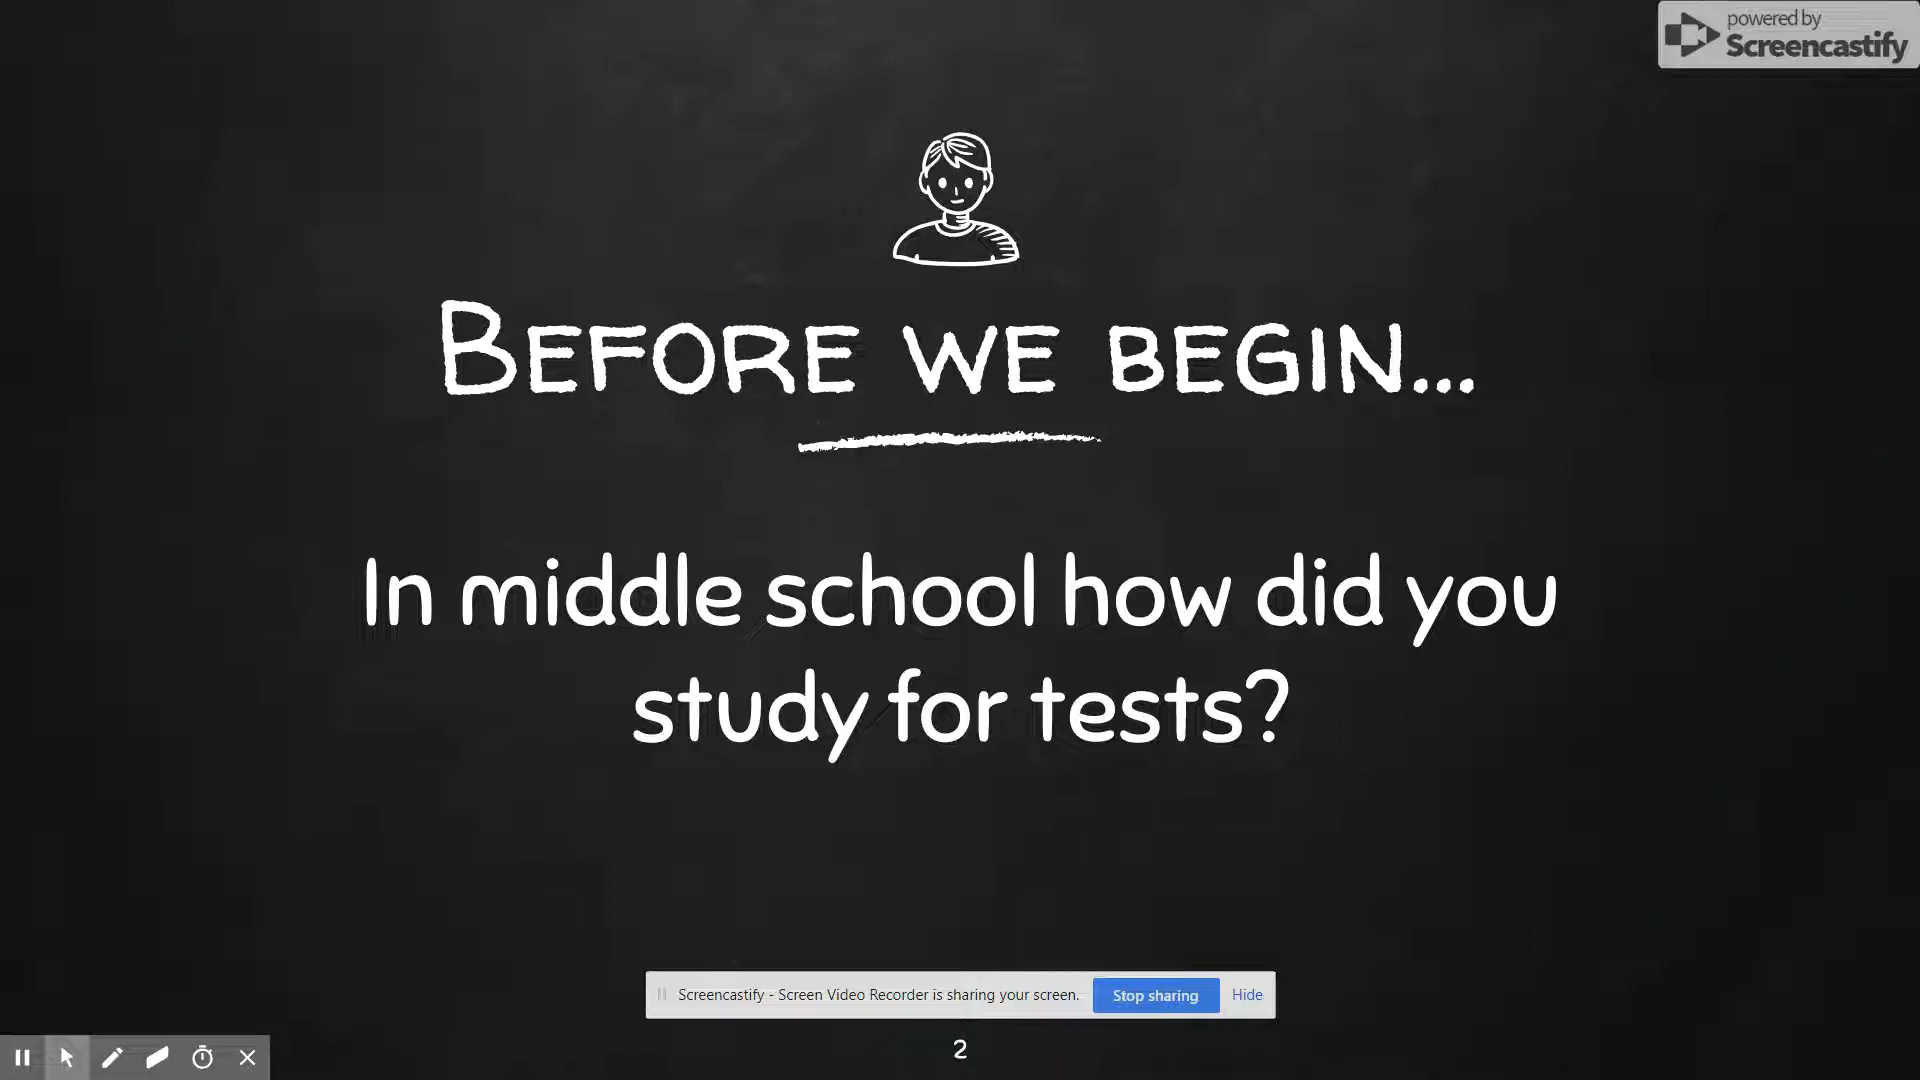 powered by
Screencastify
Before we begin...
In middle school how did you
study for tests?
Screencastify - Screen Video Recorder is sharing your screen. Stop sharing Hide
2